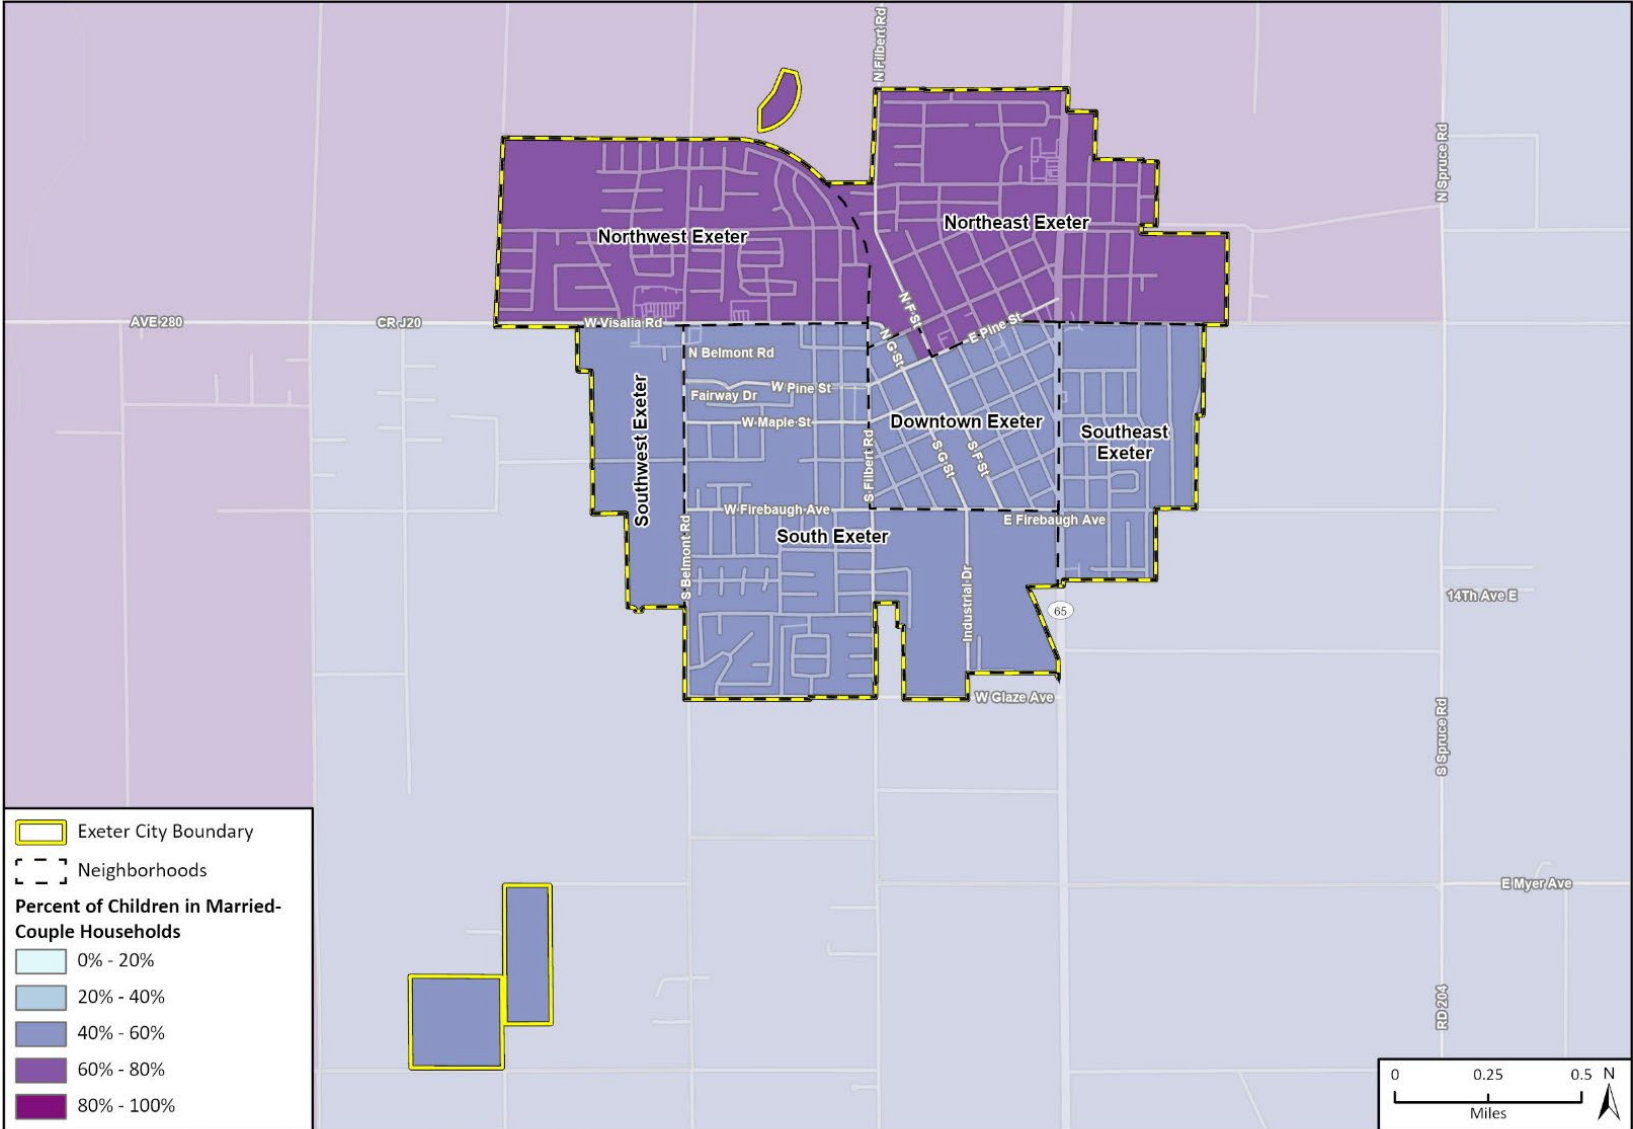 N Filbert Rd
N Spruce Rd
Northeast Exeter
Northwest Exeter
N F St
AVE 280
CR J20
W Visalia Rd
E Pine St
N G St
N Belmont Rd
W Pine St
Fairway Dr
W Maple St
Downtown Exeter
Southwest Exeter
Southeast
Exeter
S Filbert Rd
S G St
S F St
W Firebaugh Ave
E Firebaugh Ave
South Exeter
S Belmont Rd
Industrial Dr
65
14Th Ave E
W Glaze Ave
S Spruce Rd
E Myer Ave
RD 204
Exeter City Boundary
Neighborhoods
Percent of Children in Married-
Couple Households
0% - 20%
20% - 40%
40% - 60%
60% - 80%
80% - 100%
0 0.25 0.5 N
Miles